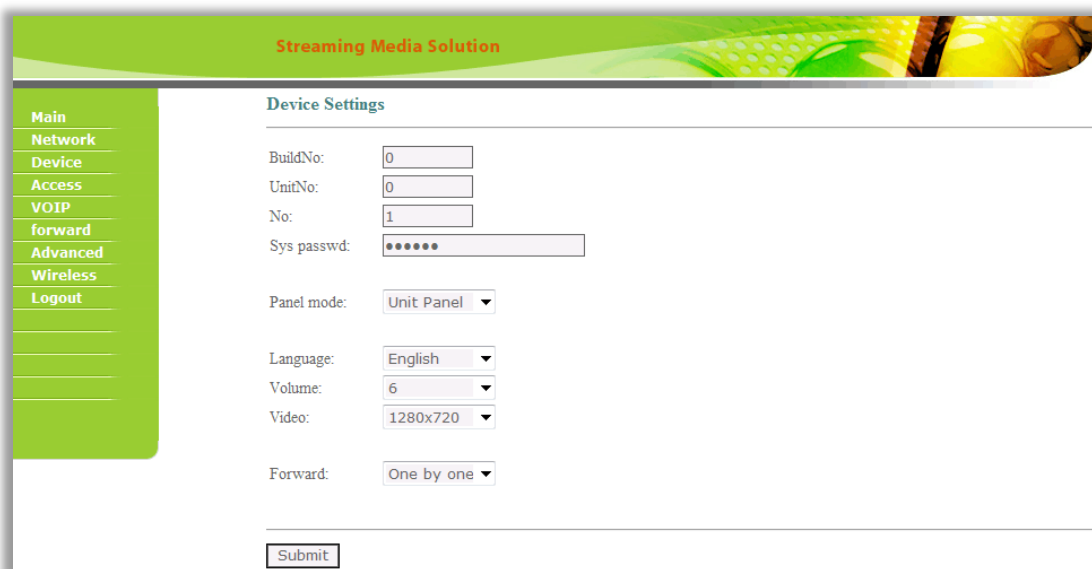 Streaming Media Solution
Main
Network
Device
Access
VOIP
forward
Advanced
Wireless
Logout
Device Settings
BuildNo: 0
UnitNo: 0
No: 1
Sys passwd: ••••••
Panel mode: Unit Panel
Language: English
Volume: 6
Video: 1280x720
Forward: One by one
Submit